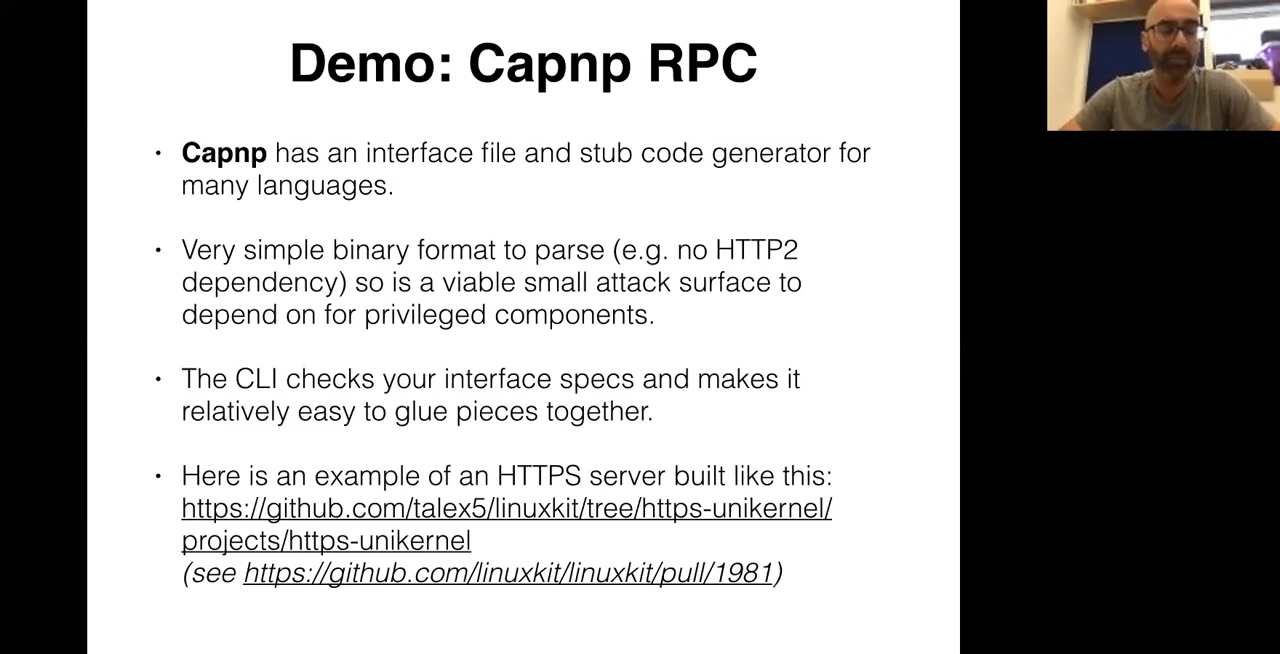 Demo: Capnp RPC
• Capnp has an interface file and stub code generator for
many languages.
• Very simple binary format to parse (e.g. no HTTP2
dependency) so is a viable small attack surface to
depend on for privileged components.
• The CLI checks your interface specs and makes it
relatively easy to glue pieces together.
• Here is an example of an HTTPS server built like this:
https://github.com/talex5/linuxkit/tree/https-unikernel/
projects/https-unikernel
(see https://github.com/linuxkit/linuxkit/pull/1981)